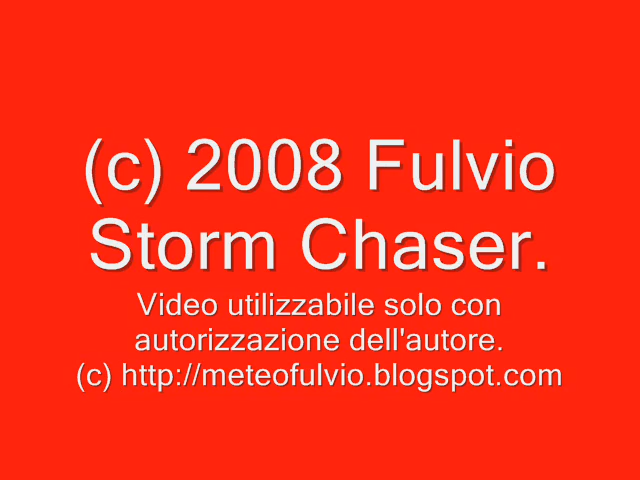 (c) 2008 Fulvio
Storm Chaser.
Video utilizzabile solo con
autorizzazione dell'autore.
(c) http://meteofulvio.blogspot.com